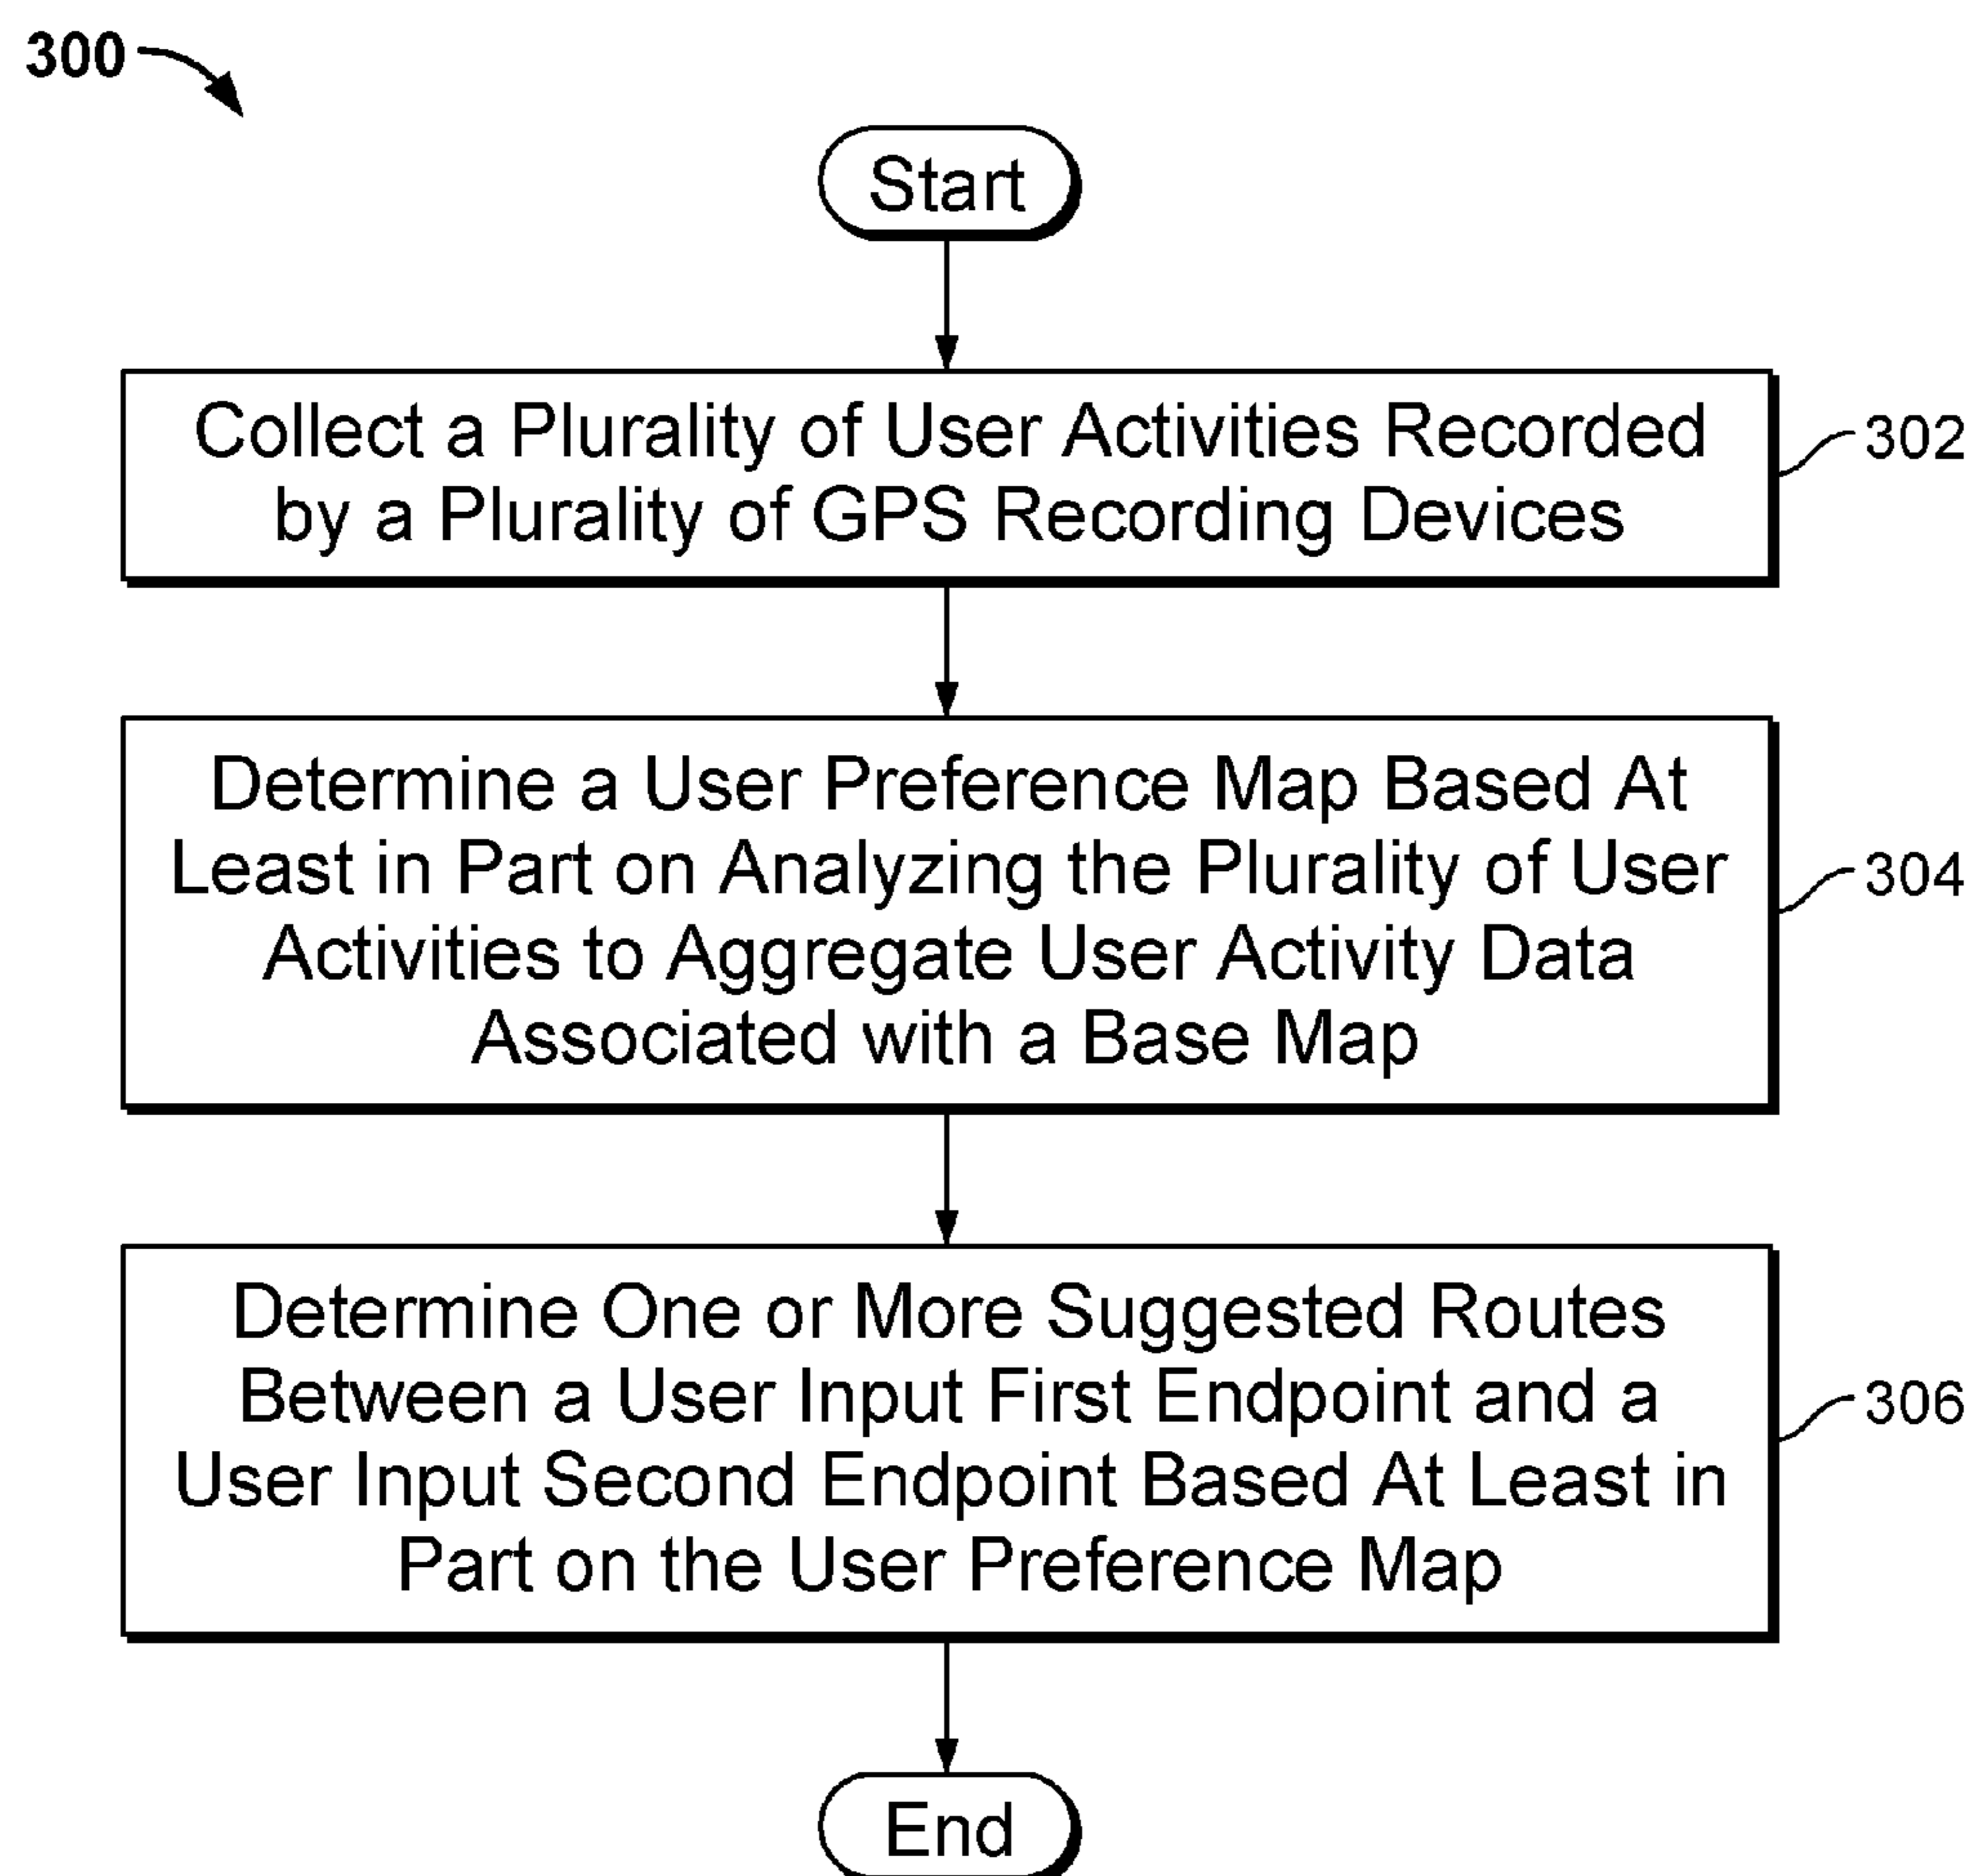 300
Start
Collect a Plurality of User Activities Recorded
by a Plurality of GPS Recording Devices
302
Determine a User Preference Map Based At
Least in Part on Analyzing the Plurality of User
Activities to Aggregate User Activity Data
Associated with a Base Map
304
Determine One or More Suggested Routes
Between a User Input First Endpoint and a
User Input Second Endpoint Based At Least in
Part on the User Preference Map
306
End